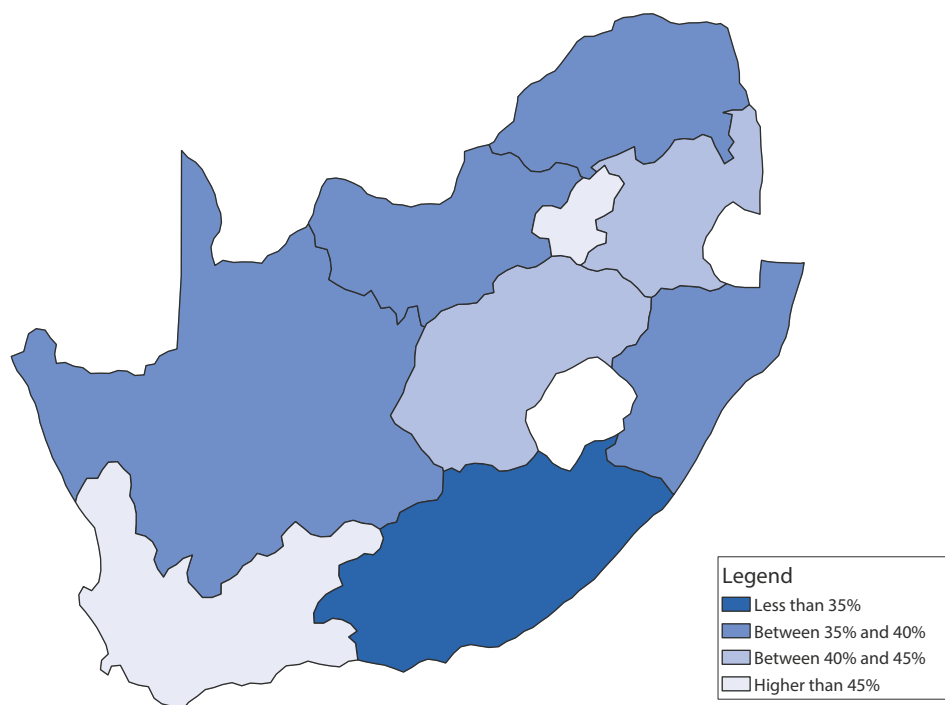 Legend
Less than 35%
Between 35% and 40%
Between 40% and 45%
Higher than 45%